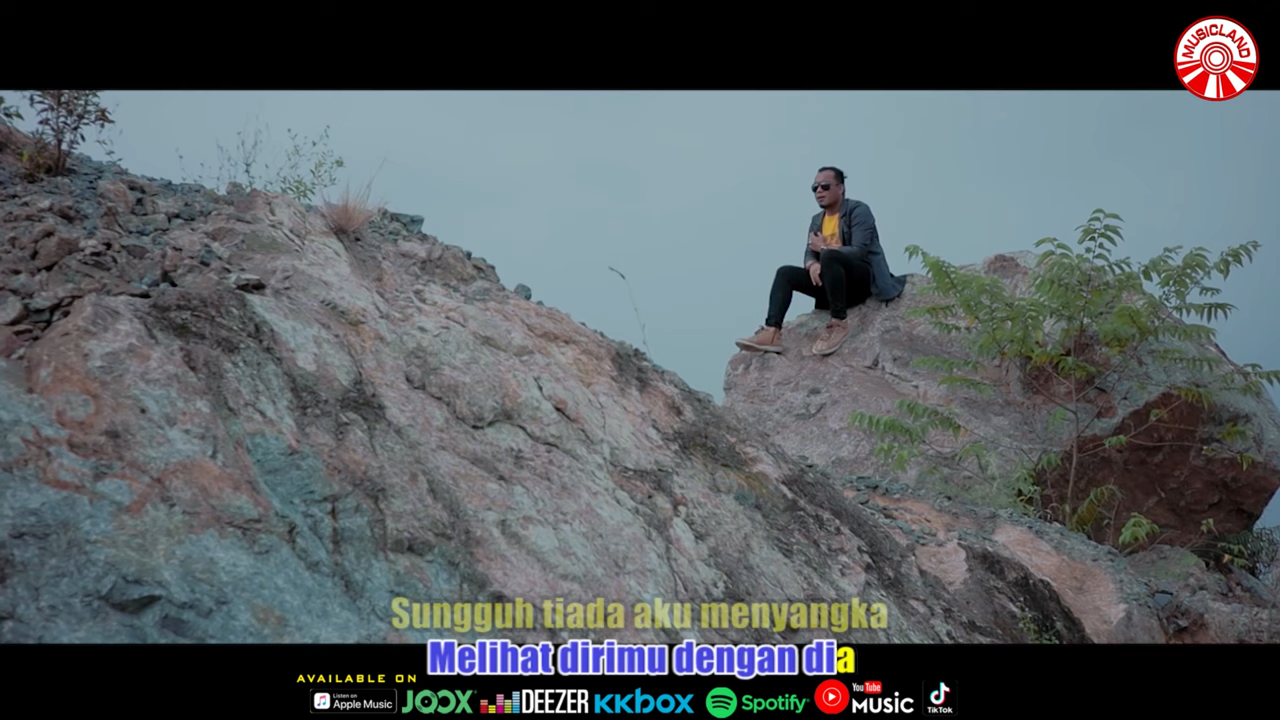 MUSICLAND
Sungguh tiada aku menyangka
Melihat dirimu dengan dia
AVAILABLE ON
Listen on
Apple Music
JOOX
DEEZER
KKBOX
Spotify
YouTube
MUSIC
TikTok